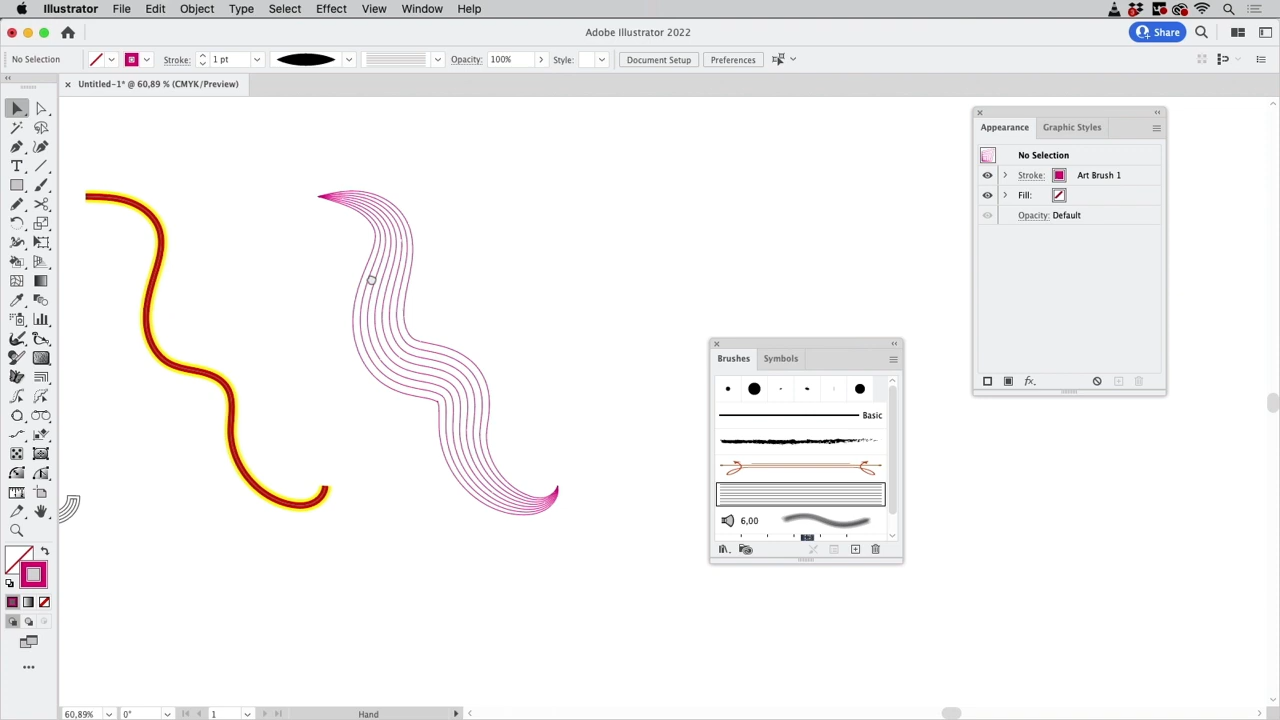 Illustrator File Edit Object Type Select Effect View Window Help
Adobe Illustrator 2022
Share
No Selection
Stroke:
1 pt
Opacity:
100%
Style:
Document Setup
Preferences
Untitled-1* @ 60,89 % (CMYK/Preview)
Appearance
Graphic Styles
No Selection
Stroke:
Art Brush 1
Fill:
Opacity: Default
Brushes
Symbols
Basic
6,00
60,89%
0°
1
Hand